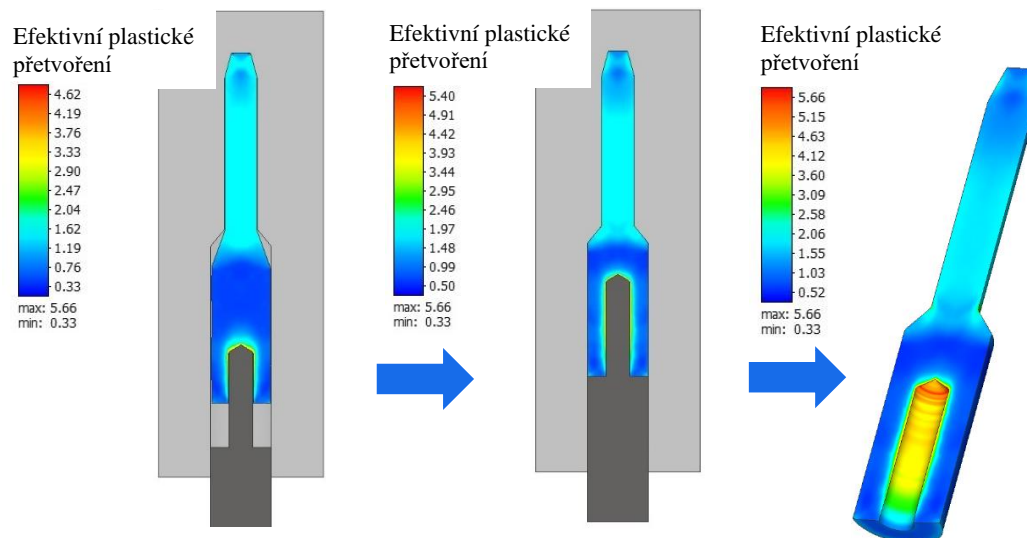 Efektivní plastické
přetvoření
4.62
4.19
3.76
3.33
2.90
2.47
2.04
1.62
1.19
0.76
0.33
max: 5.66
min: 0.33
Efektivní plastické
přetvoření
5.40
4.91
4.42
3.93
3.44
2.95
2.46
1.97
1.48
0.99
0.50
max: 5.66
min: 0.33
Efektivní plastické
přetvoření
5.66
5.15
4.63
4.12
3.60
3.09
2.58
2.06
1.55
1.03
0.52
max: 5.66
min: 0.33